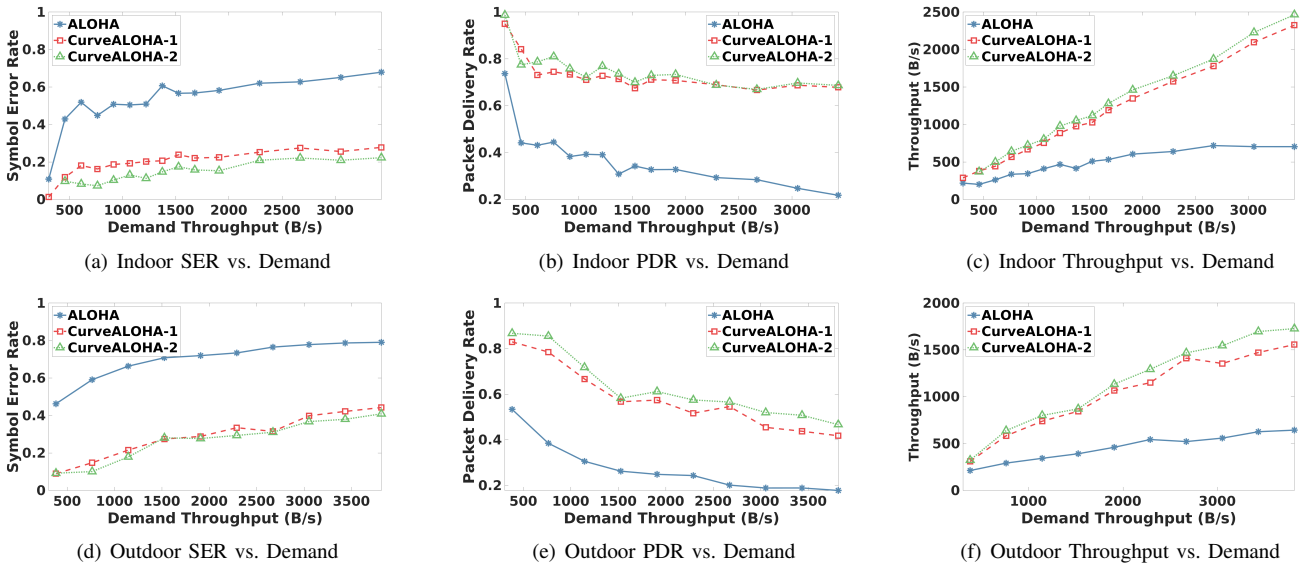 Symbol Error Rate
1
0.8
0.6
0.4
0.2
0
ALOHA
CurveALOHA-1
CurveALOHA-2
500 1000 1500 2000 2500 3000
Demand Throughput (B/s)
(a) Indoor SER vs. Demand
Packet Delivery Rate
1
0.8
0.6
0.4
0.2
ALOHA
CurveALOHA-1
CurveALOHA-2
500 1000 1500 2000 2500 3000
Demand Throughput (B/s)
(b) Indoor PDR vs. Demand
Throughput (B/s)
2500
2000
1500
1000
500
0
ALOHA
CurveALOHA-1
CurveALOHA-2
500 1000 1500 2000 2500 3000
Demand Throughput (B/s)
(c) Indoor Throughput vs. Demand
Symbol Error Rate
1
0.8
0.6
0.4
0.2
0
ALOHA
CurveALOHA-1
CurveALOHA-2
500 1000 1500 2000 2500 3000 3500
Demand Throughput (B/s)
(d) Outdoor SER vs. Demand
Packet Delivery Rate
1
0.8
0.6
0.4
0.2
ALOHA
CurveALOHA-1
CurveALOHA-2
500 1000 1500 2000 2500 3000 3500
Demand Throughput (B/s)
(e) Outdoor PDR vs. Demand
Throughput (B/s)
2000
1500
1000
500
0
ALOHA
CurveALOHA-1
CurveALOHA-2
1000 2000 3000
Demand Throughput (B/s)
(f) Outdoor Throughput vs. Demand